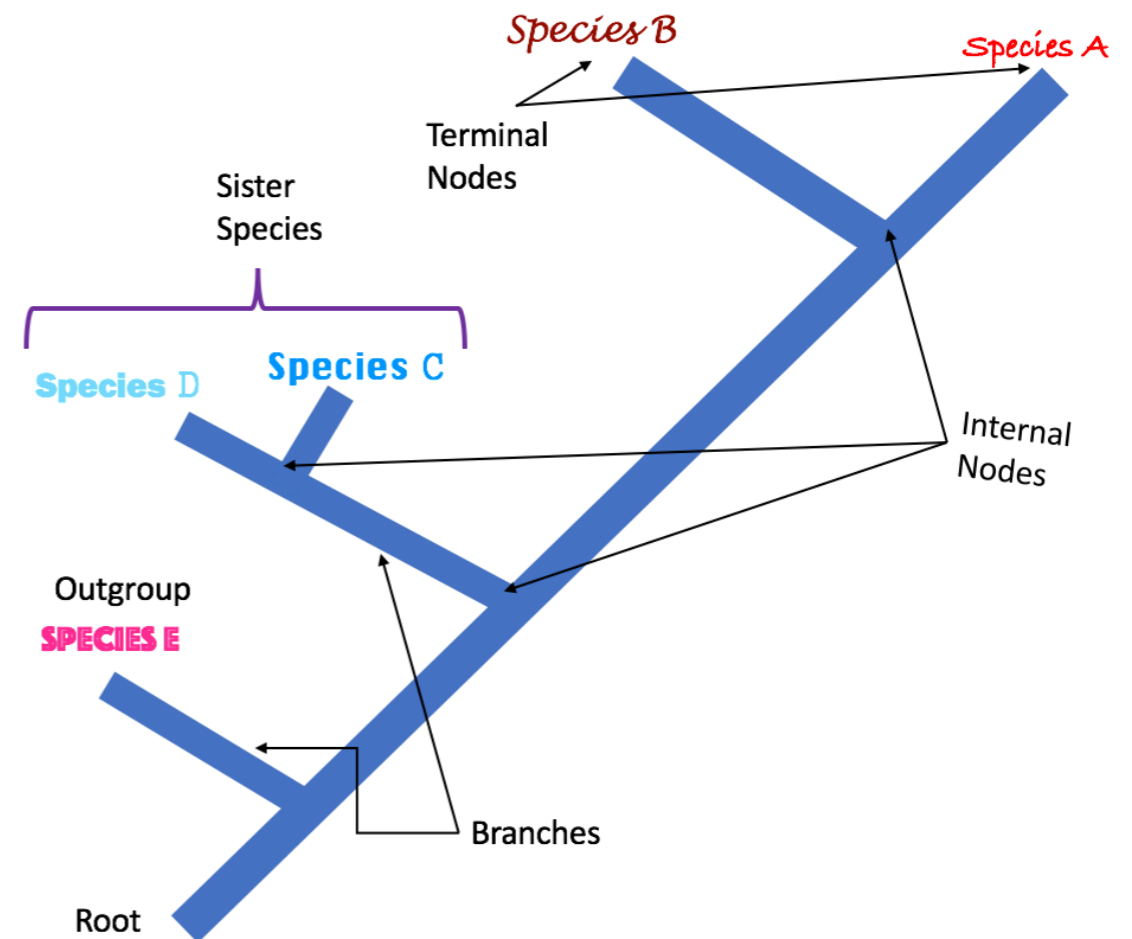 Species B
Species A
Terminal
Nodes
Sister
Species
Species C
Species D
Internal
Nodes
Outgroup
SPECIES E
Branches
Root